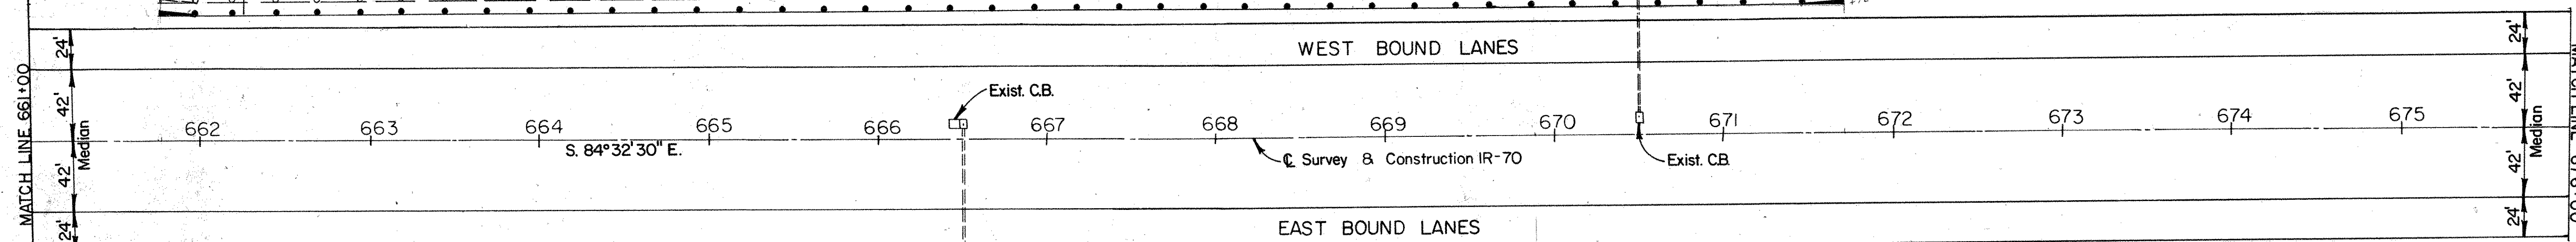 WEST BOUND LANES
24'
42'
Median
42'
24'
MATCH LINE 661+00
Exist. C.B.
662 663 664 665 666 667 668 669 670 671 672 673 674 675
S. 84°32'30" E.
℄ Survey & Construction IR-70
Exist. C.B.
24'
42'
Median
42'
24'
EAST BOUND LANES